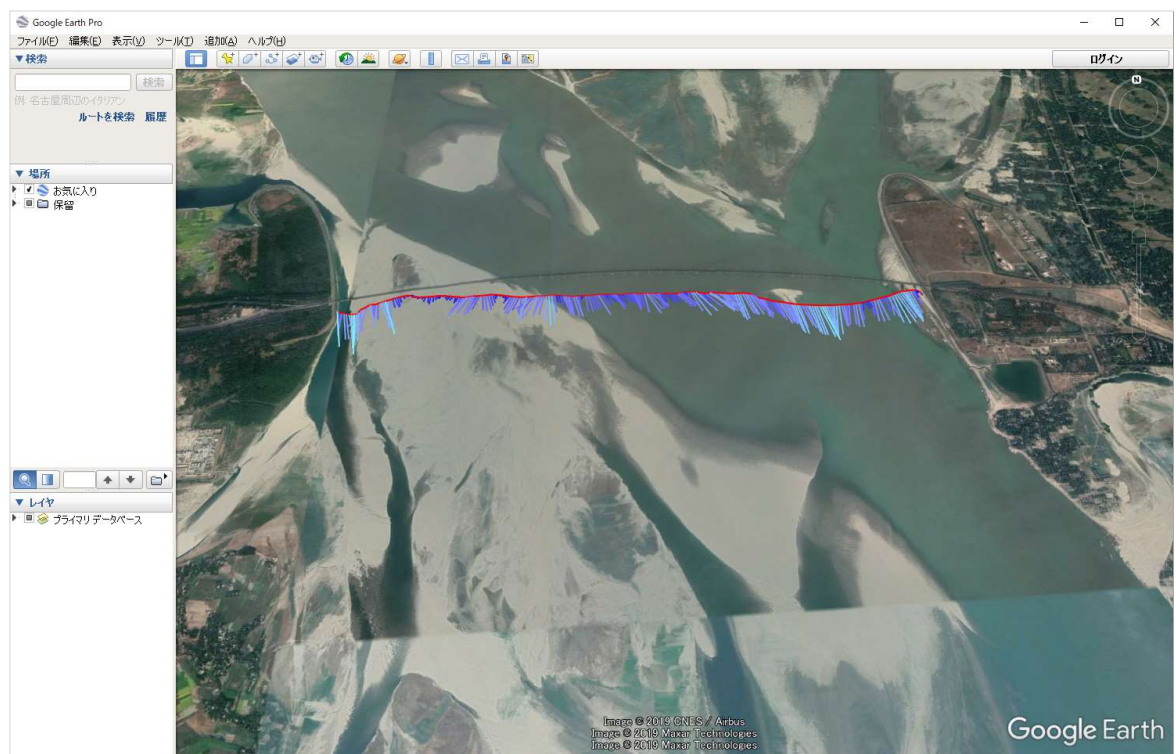 Google Earth Pro
ファイル(F) 編集(E) 表示(V) ツール(T) 追加(A) ヘルプ(H)
▼検索
ログイン
検索
例: 名古屋周辺のイタリアン
ルートを検索 履歴
N
▼ 場所
お気に入り
保留
▼ レイヤ
プライマリ データベース
Image © 2019 CNES / Airbus
Image © 2019 Maxar Technologies
Image © 2019 Maxar Technologies
Google Earth